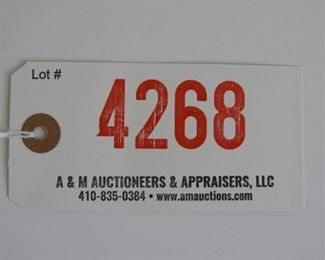 Lot #
4268
A & M AUCTIONEERS & APPRAISERS, LLC
410-835-0384 • www.amauctions.com